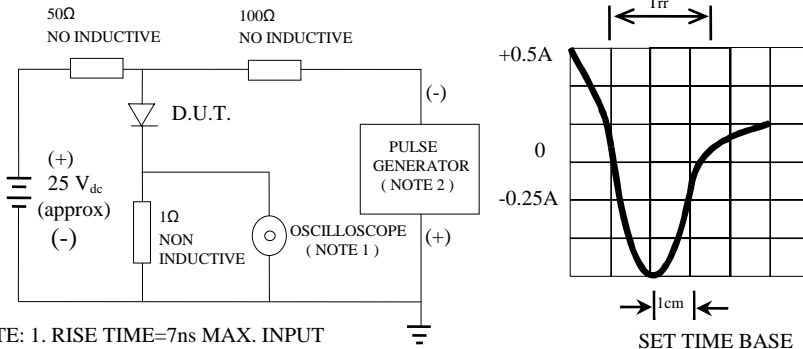 50Ω
NO INDUCTIVE
100Ω
NO INDUCTIVE
D.U.T.
(+)
25 Vdc
(approx)
(-)
1Ω
NON
INDUCTIVE
OSCILLOSCOPE
( NOTE 1 )
(-)
PULSE
GENERATOR
( NOTE 2 )
(+)
TE: 1. RISE TIME=7ns MAX. INPUT
Trr
+0.5A
0
-0.25A
1cm
SET TIME BASE